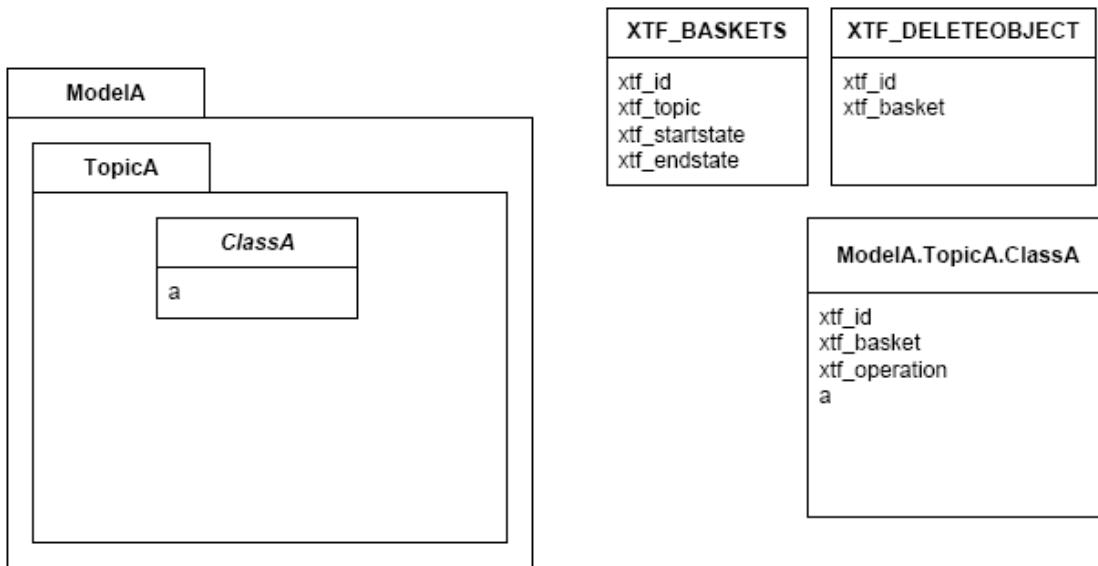 ModelA
TopicA
ClassA
a
XTF_BASKETS
xtf_id
xtf_topic
xtf_startstate
xtf_endstate
XTF_DELETEOBJECT
xtf_id
xtf_basket
ModelA.TopicA.ClassA
xtf_id
xtf_basket
xtf_operation
a